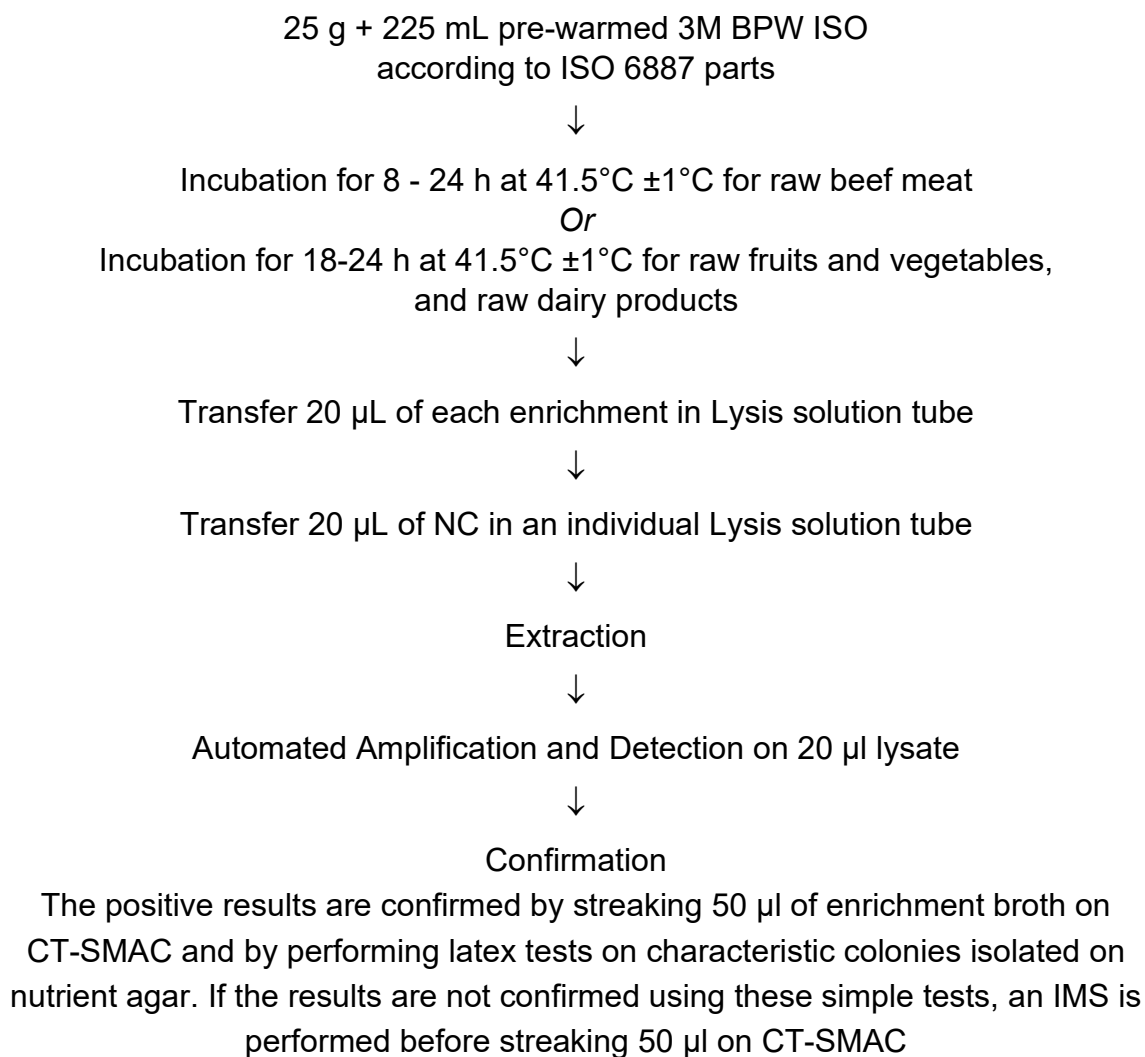 25 g + 225 mL pre-warmed 3M BPW ISO
according to ISO 6887 parts
↓
Incubation for 8 - 24 h at 41.5°C ±1°C for raw beef meat
Or
Incubation for 18-24 h at 41.5°C ±1°C for raw fruits and vegetables,
and raw dairy products
↓
Transfer 20 µL of each enrichment in Lysis solution tube
↓
Transfer 20 µL of NC in an individual Lysis solution tube
↓
Extraction
↓
Automated Amplification and Detection on 20 µl lysate
↓
Confirmation
The positive results are confirmed by streaking 50 µl of enrichment broth on
CT-SMAC and by performing latex tests on characteristic colonies isolated on
nutrient agar. If the results are not confirmed using these simple tests, an IMS is
performed before streaking 50 µl on CT-SMAC